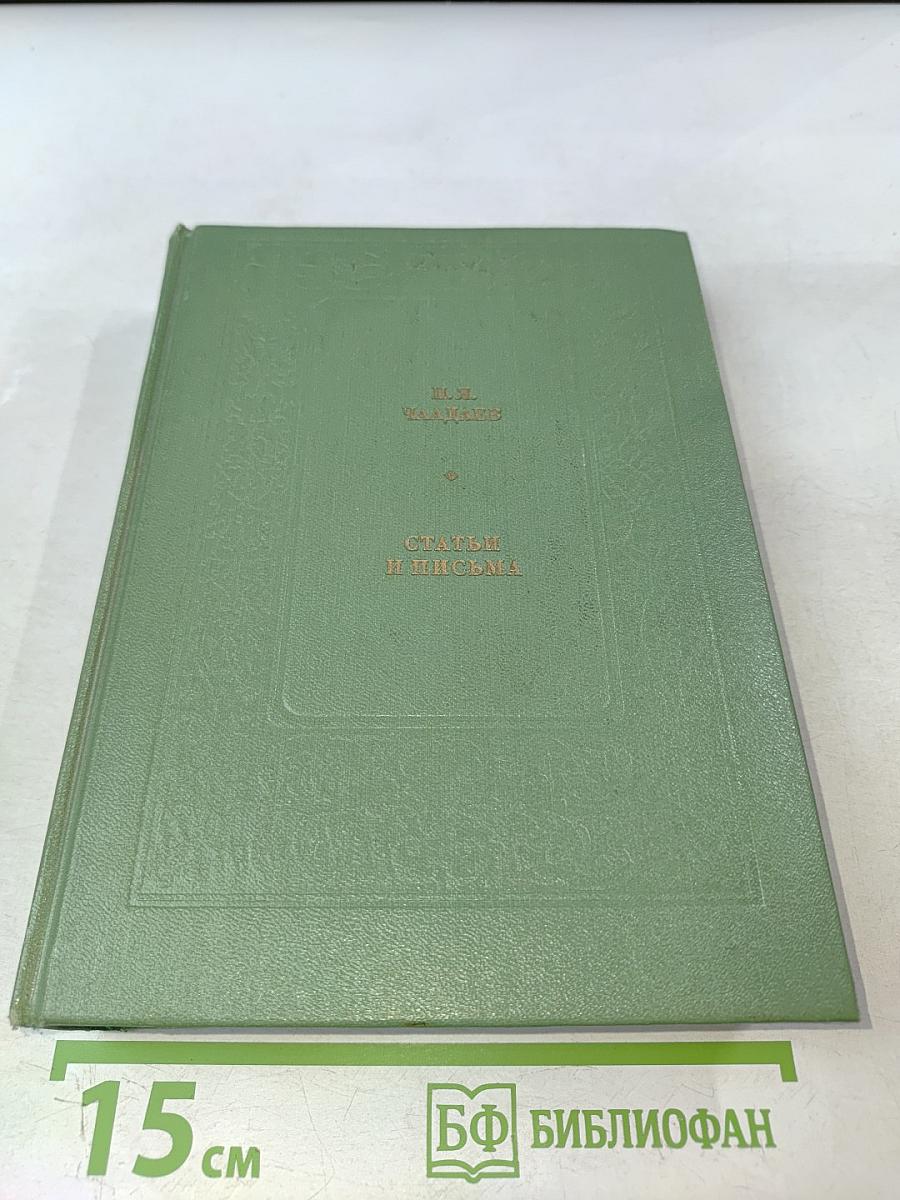 П. Я.
ЧААДАЕВ
СТАТЬИ
И ПИСЬМА
15 см
БФ БИБЛИОФАН